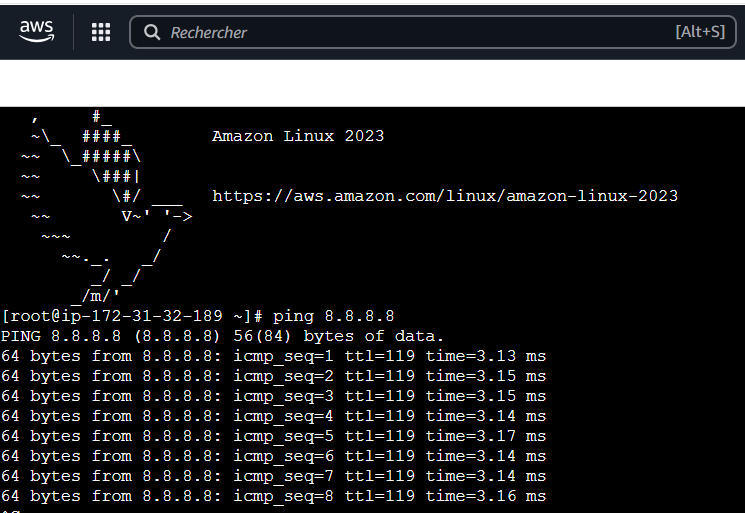 aws
Rechercher [Alt+S]
,     #_
~\_  ####_        Amazon Linux 2023
~~  \_#####\
~~     \###|
~~       \#/ ___   https://aws.amazon.com/linux/amazon-linux-2023
~~       V~' '->
~~~         /
~~._.   _/
_/ _/
_/m/'
[root@ip-172-31-32-189 ~]# ping 8.8.8.8
PING 8.8.8.8 (8.8.8.8) 56(84) bytes of data.
64 bytes from 8.8.8.8: icmp_seq=1 ttl=119 time=3.13 ms
64 bytes from 8.8.8.8: icmp_seq=2 ttl=119 time=3.15 ms
64 bytes from 8.8.8.8: icmp_seq=3 ttl=119 time=3.15 ms
64 bytes from 8.8.8.8: icmp_seq=4 ttl=119 time=3.14 ms
64 bytes from 8.8.8.8: icmp_seq=5 ttl=119 time=3.17 ms
64 bytes from 8.8.8.8: icmp_seq=6 ttl=119 time=3.14 ms
64 bytes from 8.8.8.8: icmp_seq=7 ttl=119 time=3.14 ms
64 bytes from 8.8.8.8: icmp_seq=8 ttl=119 time=3.16 ms